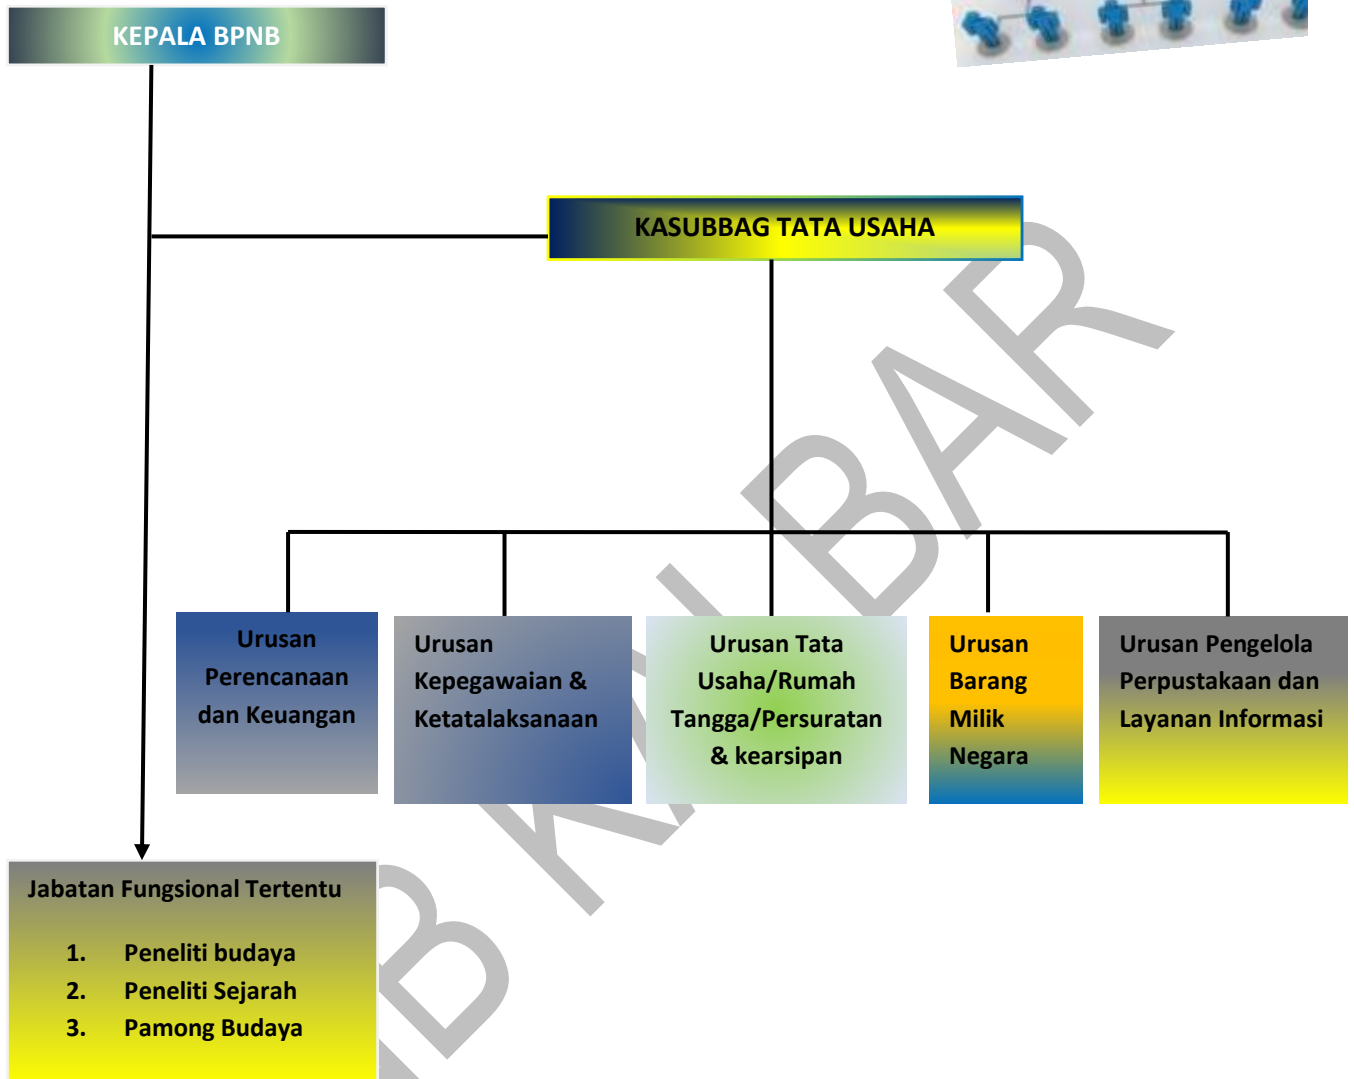 KEPALA BPNB
KASUBBAG TATA USAHA
Urusan
Perencanaan
dan Keuangan
Urusan
Kepegawaian &
Ketatalaksanaan
Urusan Tata
Usaha/Rumah
Tangga/Persuratan
& kearsipan
Urusan
Barang
Milik
Negara
Urusan Pengelola
Perpustakaan dan
Layanan Informasi
Jabatan Fungsional Tertentu
1. Peneliti budaya
2. Peneliti Sejarah
3. Pamong Budaya